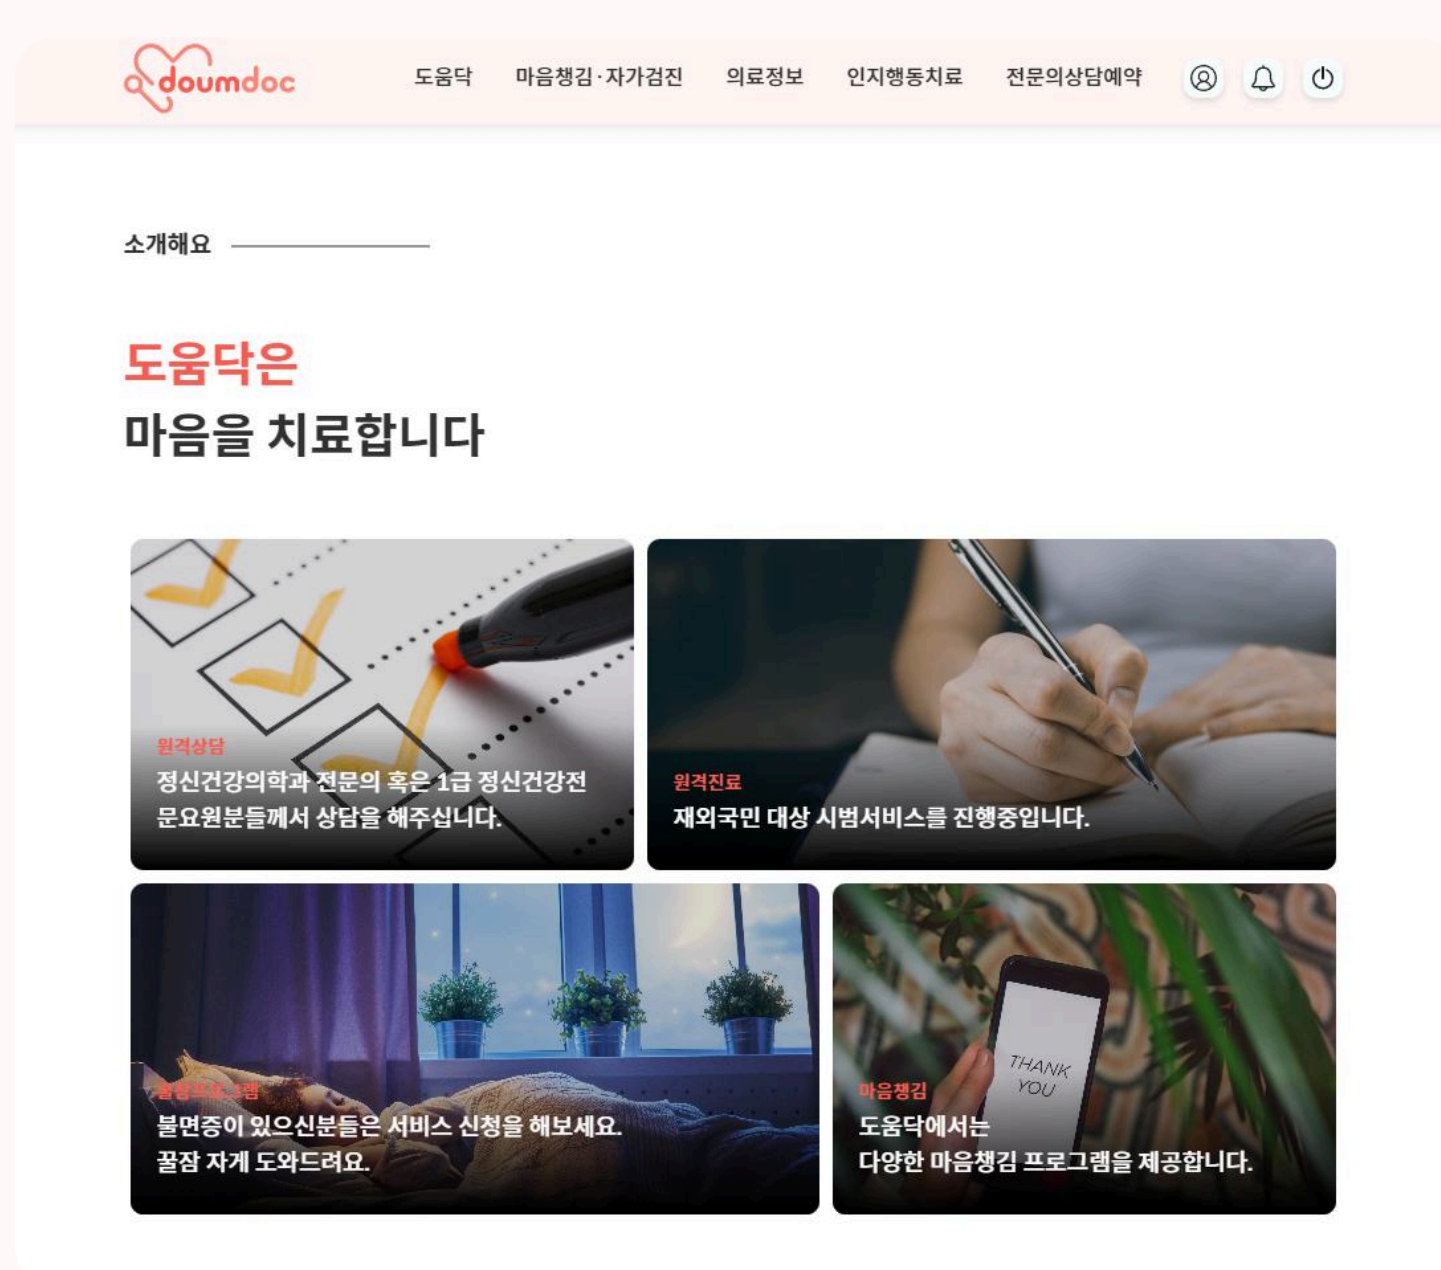 doumdoc
도움닥
마음챙김·자가검진
의료정보
인지행동치료
전문의상담예약
소개해요
도움닥은
마음을 치료합니다
원격상담
정신건강의학과 전문의 혹은 1급 정신건강전
문요원분들께서 상담을 해주십니다.
원격진료
재외국민 대상 시범서비스를 진행중입니다.
꿀잠프로그램
불면증이 있으신분들은 서비스 신청을 해보세요.
꿀잠 자게 도와드려요.
THANK
YOU
마음챙김
도움닥에서는
다양한 마음챙김 프로그램을 제공합니다.